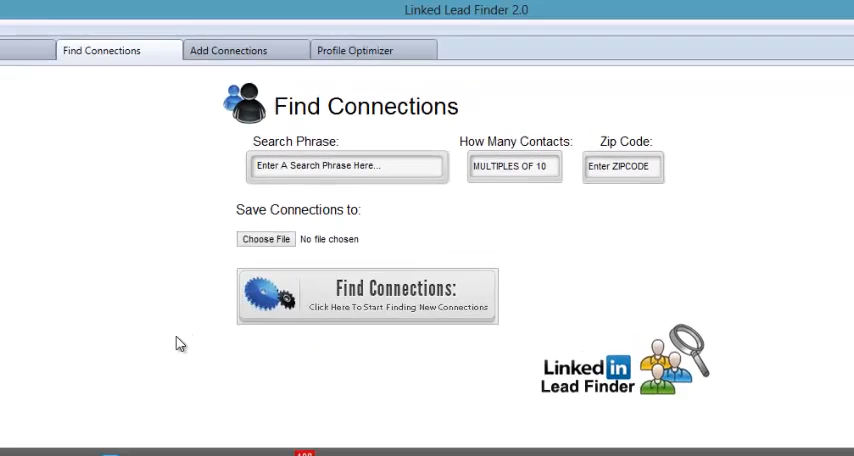 Linked Lead Finder 2.0
Find Connections
Add Connections
Profile Optimizer
Find Connections
Search Phrase:
How Many Contacts:
Zip Code:
Enter A Search Phrase Here...
MULTIPLES OF 10
Enter ZIPCODE
Save Connections to:
Choose File
No file chosen
Find Connections:
Click Here To Start Finding New Connections
Linked in
Lead Finder